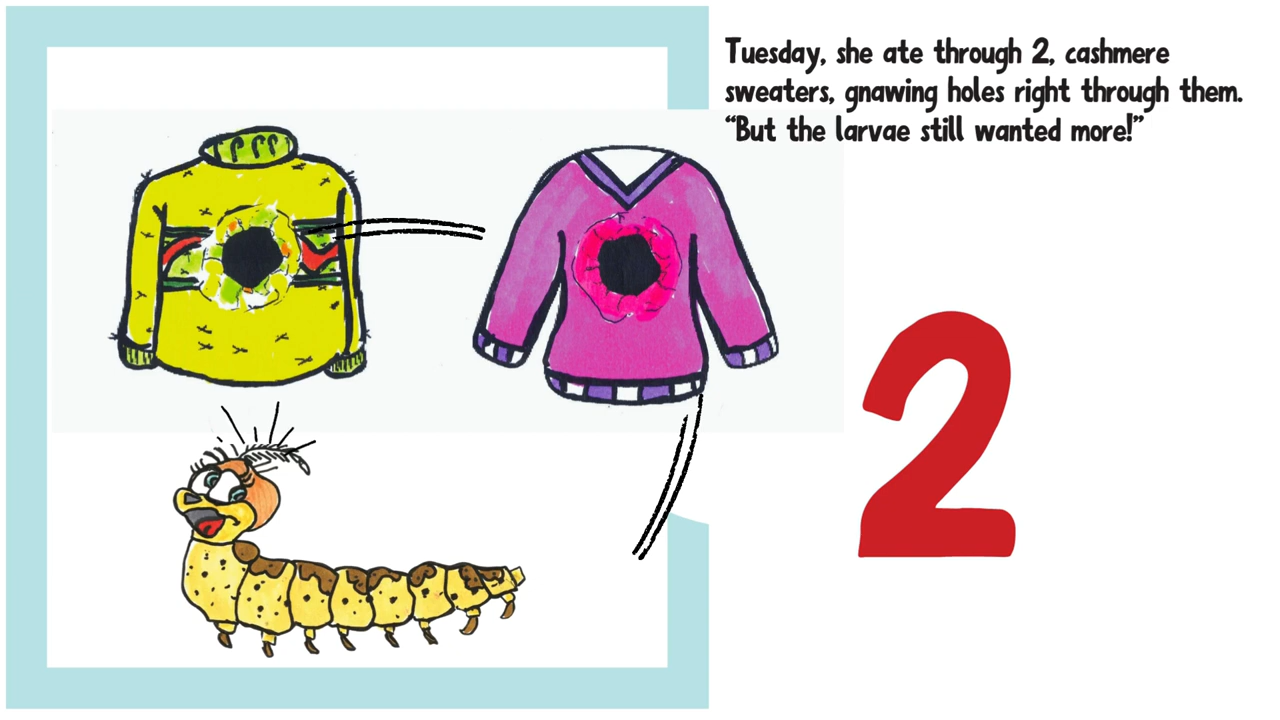 Tuesday, she ate through 2, cashmere
sweaters, gnawing holes right through them.
“But the larvae still wanted more!”
2